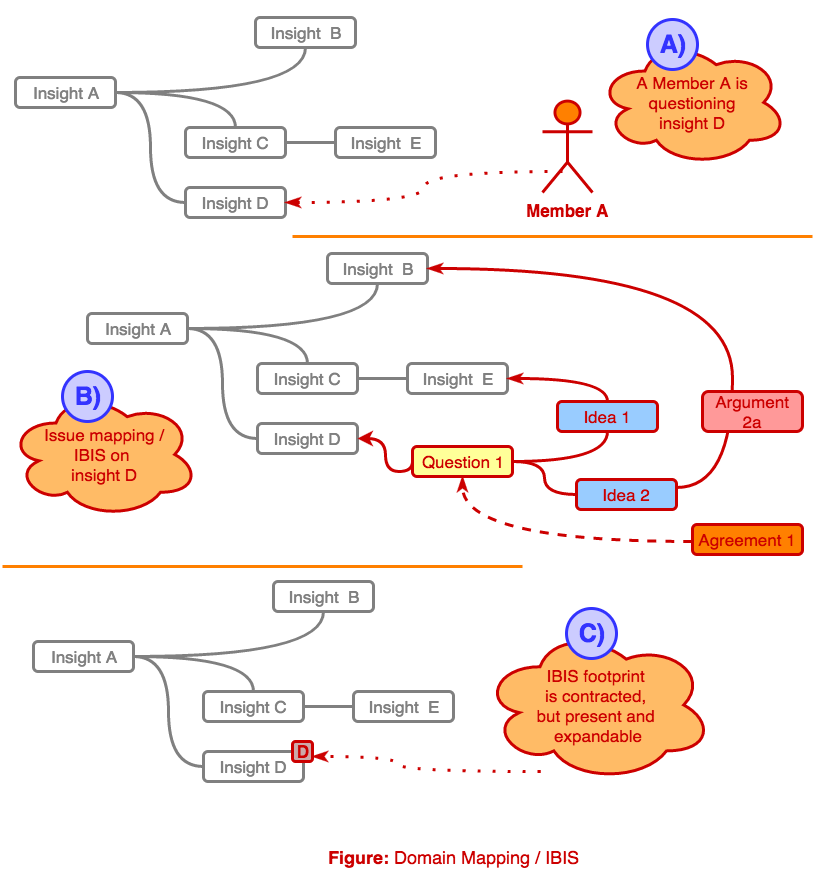 Insight B
A)
A Member A is
questioning
insight D
Insight A
Insight C
Insight E
Insight D
Member A
Insight B
Insight A
Insight C
Insight E
B)
Issue mapping /
IBIS on
insight D
Insight D
Idea 1
Argument
2a
Question 1
Idea 2
Agreement 1
Insight B
C)
IBIS footprint
is contracted,
but present and
expandable
Insight A
Insight C
Insight E
D
Insight D
Figure: Domain Mapping / IBIS